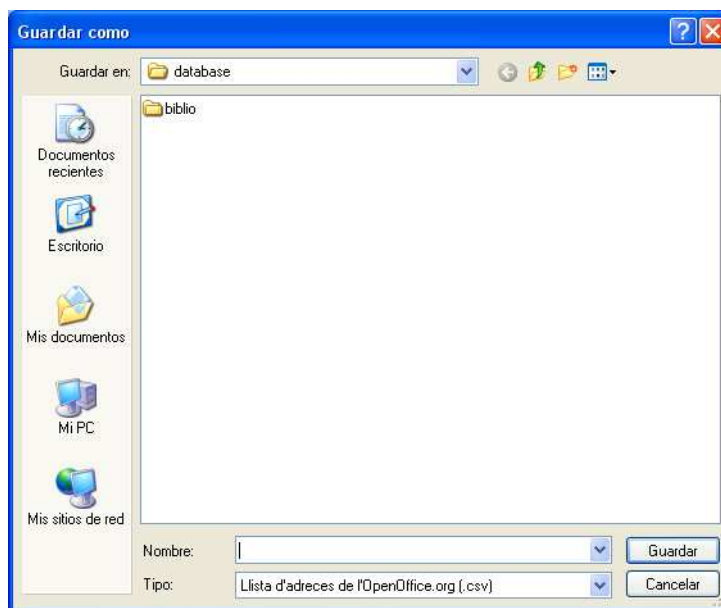 Guardar como
Guardar en:
database
biblio
Documentos
recientes
Escritorio
Mis documentos
Mi PC
Mis sitios de red
Nombre:
Guardar
Tipo:
Llista d'adreces de l'OpenOffice.org (.csv)
Cancelar